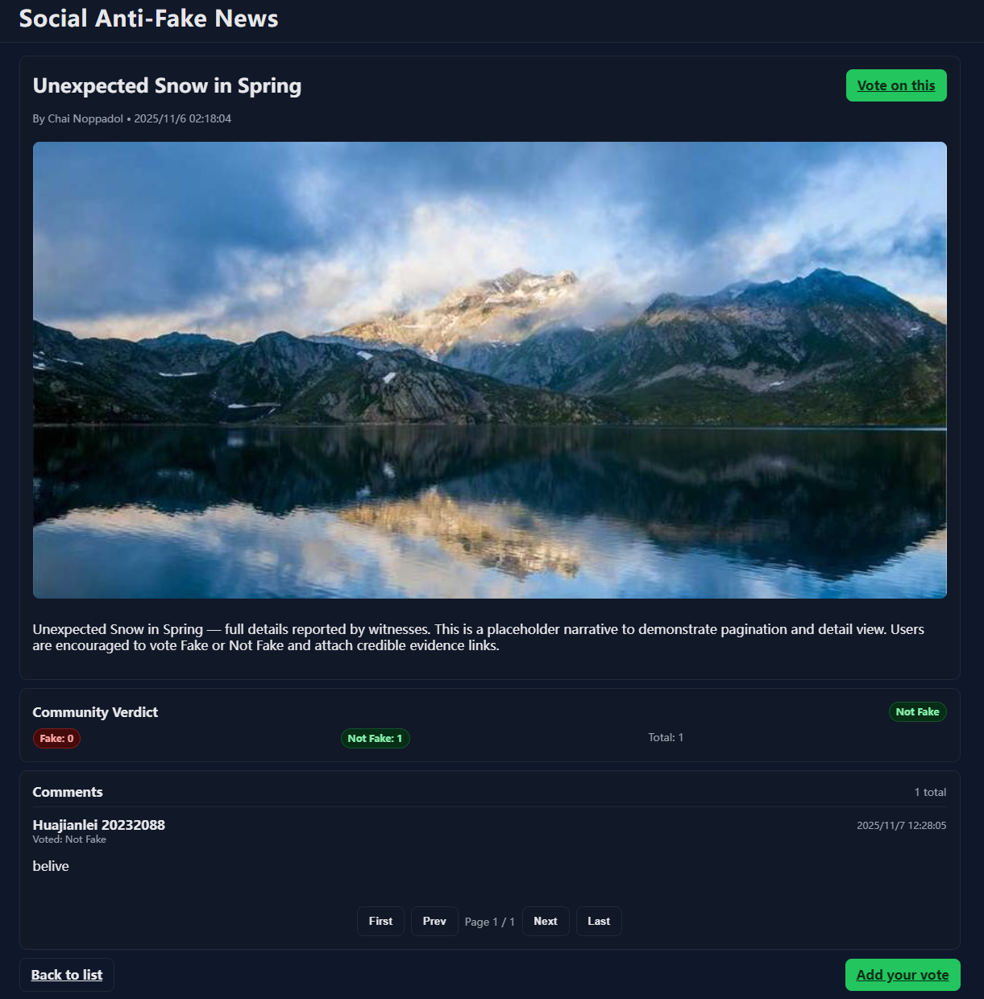 Social Anti-Fake News
Unexpected Snow in Spring
Vote on this
By Chai Noppadol • 2025/11/6 02:18:04
Unexpected Snow in Spring — full details reported by witnesses. This is a placeholder narrative to demonstrate pagination and detail view. Users
are encouraged to vote Fake or Not Fake and attach credible evidence links.
Community Verdict
Not Fake
Fake: 0
Not Fake: 1
Total: 1
Comments
1 total
Huajianlei 20232088
2025/11/7 12:28:05
Voted: Not Fake
belive
First
Prev
Page 1 / 1
Next
Last
Back to list
Add your vote